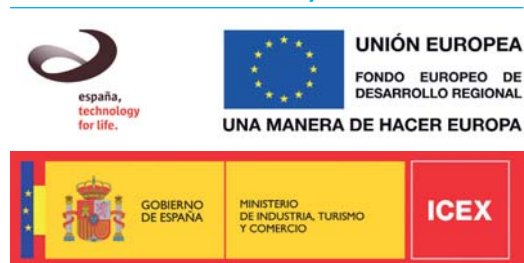 españa,
technology
for life.
UNIÓN EUROPEA
FONDO EUROPEO DE
DESARROLLO REGIONAL
UNA MANERA DE HACER EUROPA
GOBIERNO
DE ESPAÑA
MINISTERIO
DE INDUSTRIA, TURISMO
Y COMERCIO
ICEX